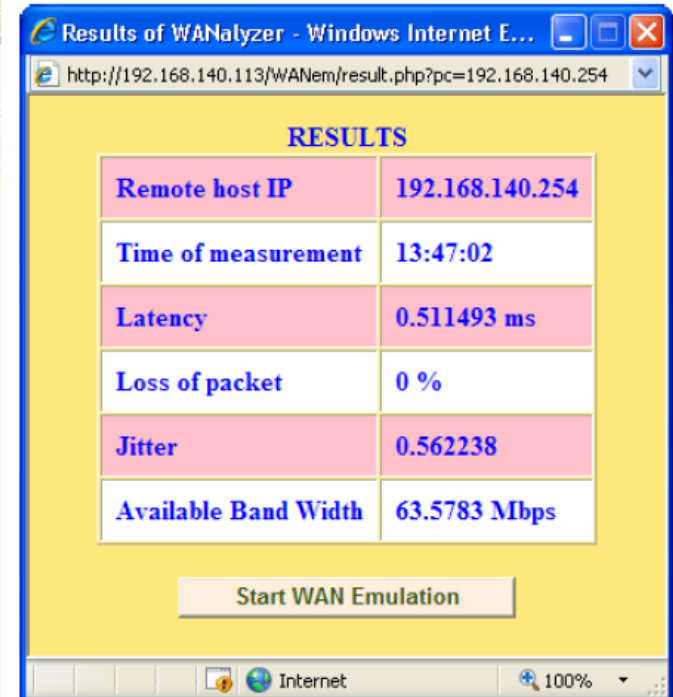 Results of WANalyzer - Windows Internet E...
http://192.168.140.113/WANem/result.php?pc=192.168.140.254
RESULTS
Remote host IP 192.168.140.254
Time of measurement 13:47:02
Latency 0.511493 ms
Loss of packet 0 %
Jitter 0.562238
Available Band Width 63.5783 Mbps
Start WAN Emulation
Internet 100%